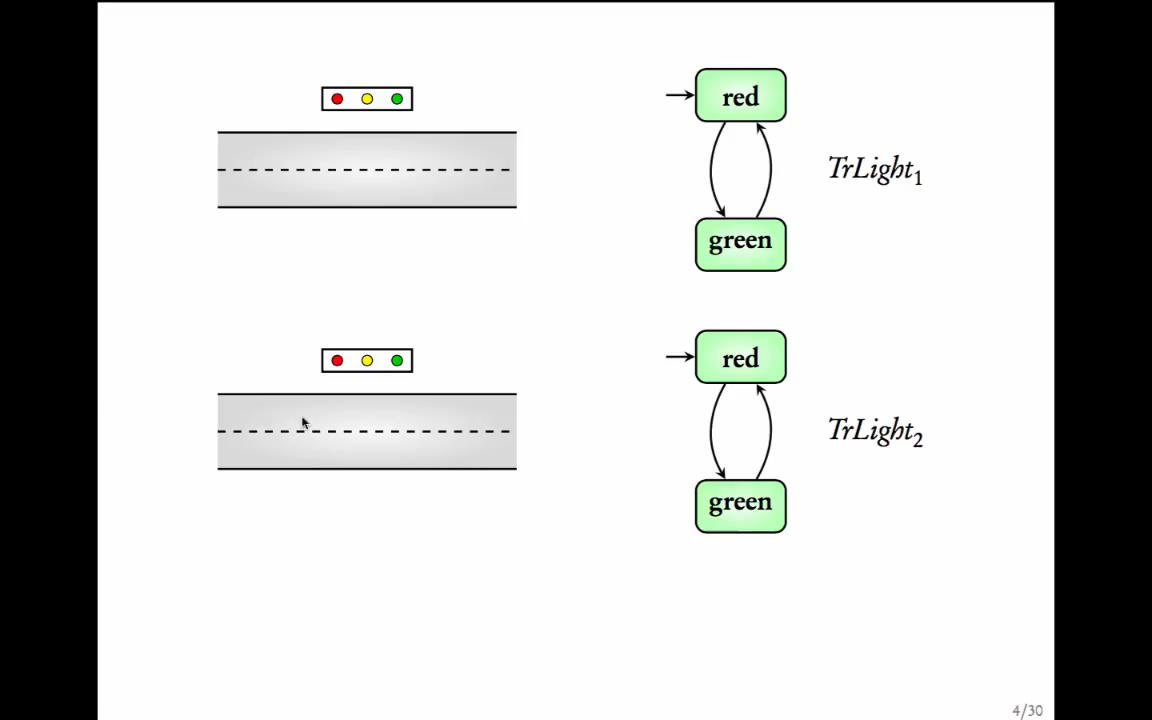 red
TrLight₁
green
red
TrLight₂
green
4/30